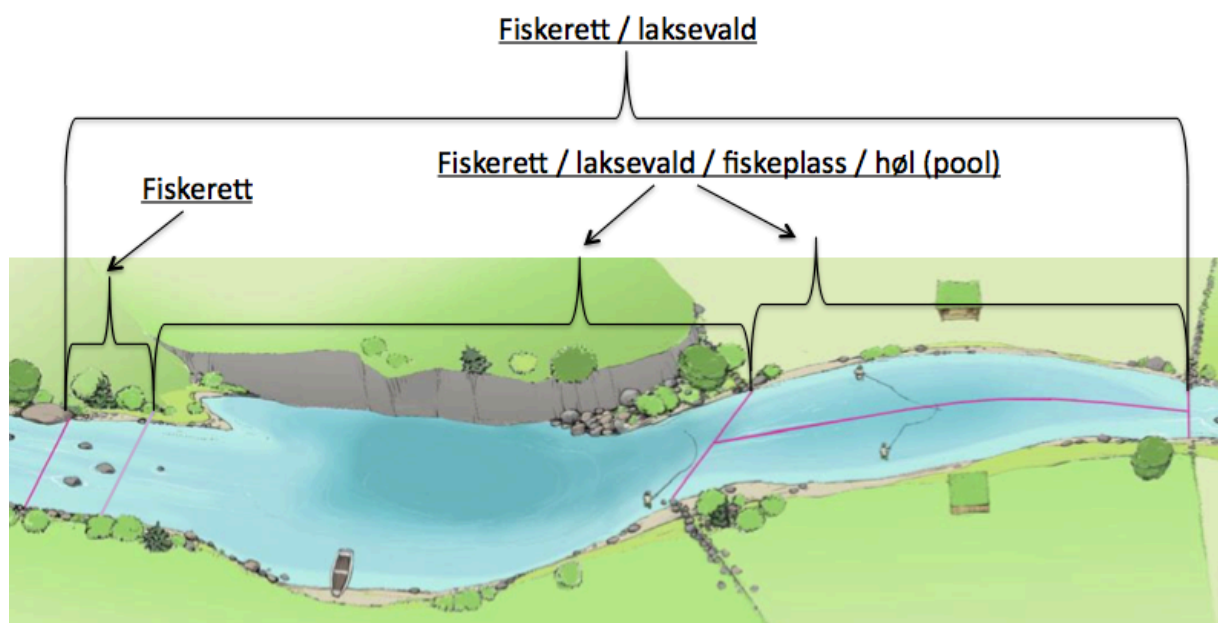 Fiskerett / laksevald
Fiskerett / laksevald / fiskeplass / høl (pool)
Fiskerett